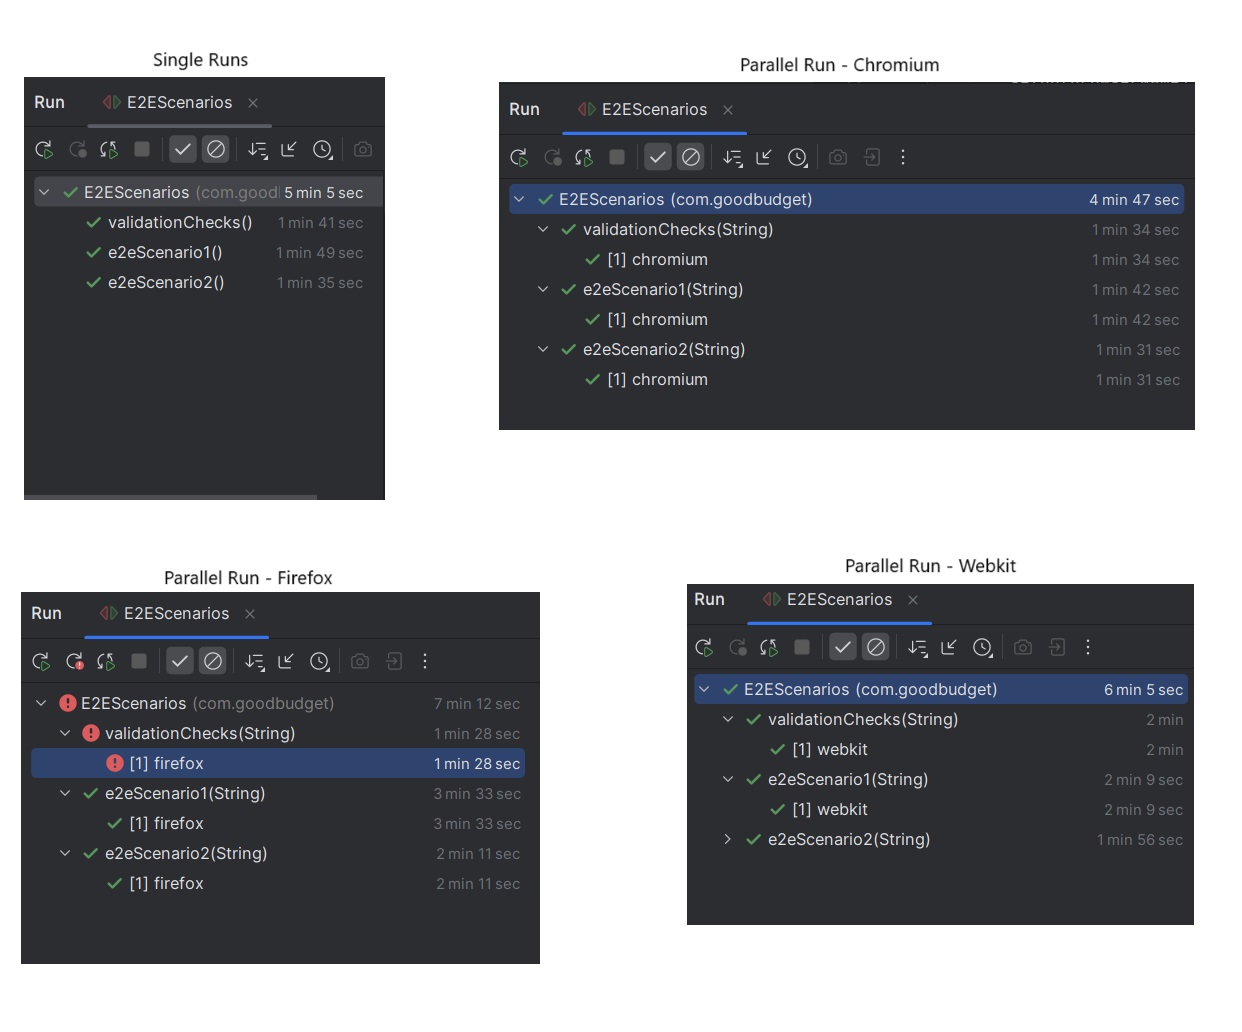 Single Runs
Run E2EScenarios
E2EScenarios (com.good 5 min 5 sec
validationChecks() 1 min 41 sec
e2eScenario1() 1 min 49 sec
e2eScenario2() 1 min 35 sec
Parallel Run - Chromium
Run E2EScenarios
E2EScenarios (com.goodbudget) 4 min 47 sec
validationChecks(String) 1 min 34 sec
[1] chromium 1 min 34 sec
e2eScenario1(String) 1 min 42 sec
[1] chromium 1 min 42 sec
e2eScenario2(String) 1 min 31 sec
[1] chromium 1 min 31 sec
Parallel Run - Firefox
Run E2EScenarios
E2EScenarios (com.goodbudget) 7 min 12 sec
validationChecks(String) 1 min 28 sec
[1] firefox 1 min 28 sec
e2eScenario1(String) 3 min 33 sec
[1] firefox 3 min 33 sec
e2eScenario2(String) 2 min 11 sec
[1] firefox 2 min 11 sec
Parallel Run - Webkit
Run E2EScenarios
E2EScenarios (com.goodbudget) 6 min 5 sec
validationChecks(String) 2 min
[1] webkit 2 min
e2eScenario1(String) 2 min 9 sec
[1] webkit 2 min 9 sec
e2eScenario2(String) 1 min 56 sec